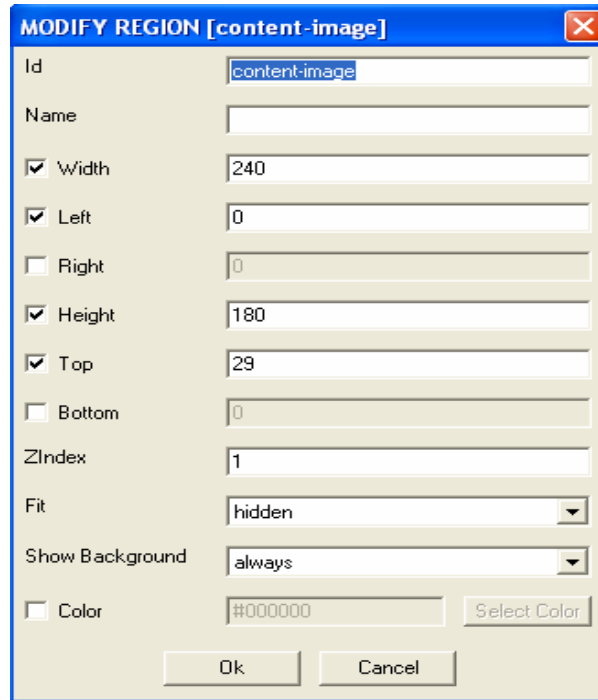 MODIFY REGION [content-image]
Id content-image
Name
Width 240
Left 0
Right 0
Height 180
Top 29
Bottom 0
ZIndex 1
Fit hidden
Show Background always
Color #000000 Select Color
Ok Cancel